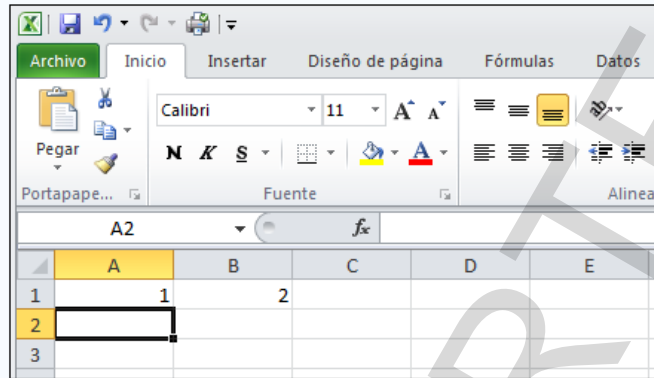 Archivo Inicio Insertar Diseño de página Fórmulas Datos
Calibri 11 A A
Pegar N K S A
Portapape... Fuente Alinea
A2 fx
A B C D E
1 1 2
2
3